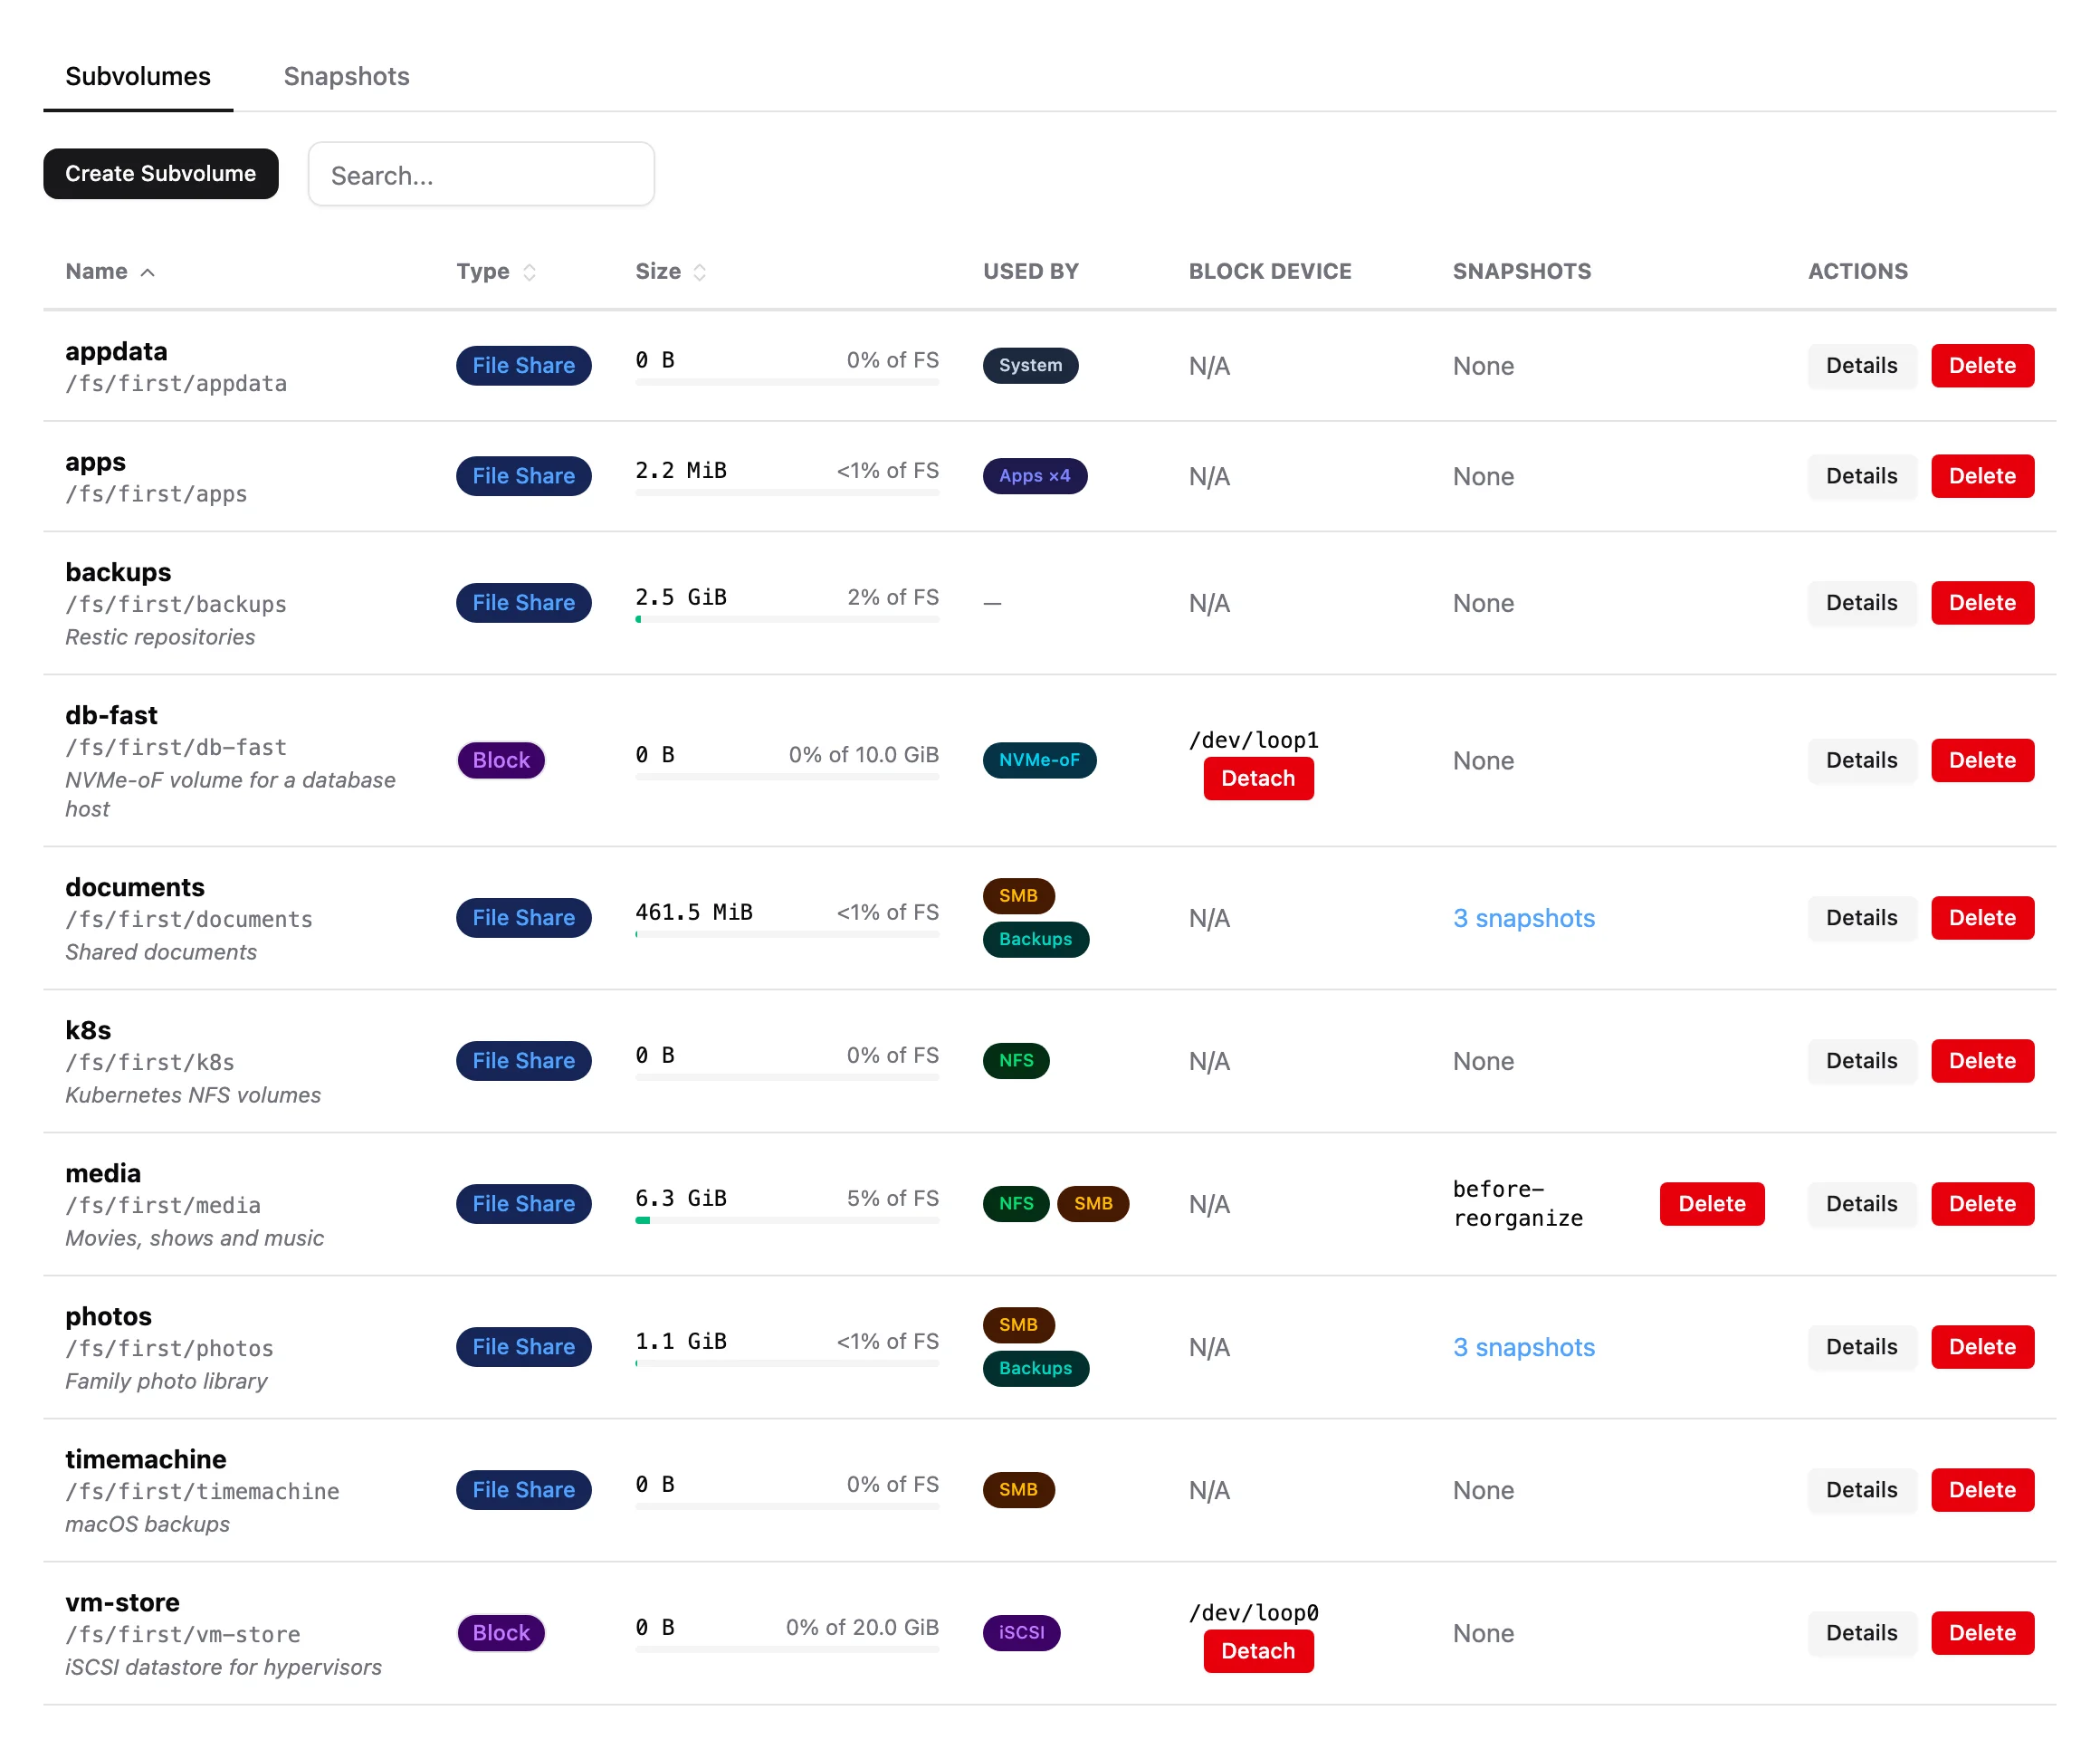 Subvolumes Snapshots
Create Subvolume Search...
Name Type Size USED BY BLOCK DEVICE SNAPSHOTS ACTIONS
appdata
/fs/first/appdata
File Share 0 B 0% of FS System N/A None Details Delete
apps
/fs/first/apps
File Share 2.2 MiB <1% of FS Apps ×4 N/A None Details Delete
backups
/fs/first/backups
Restic repositories
File Share 2.5 GiB 2% of FS — N/A None Details Delete
db-fast
/fs/first/db-fast
NVMe-oF volume for a database
host
Block 0 B 0% of 10.0 GiB NVMe-oF
/dev/loop1
Detach
None Details Delete
documents
/fs/first/documents
Shared documents
File Share 461.5 MiB <1% of FS
SMB
Backups
N/A 3 snapshots Details Delete
k8s
/fs/first/k8s
Kubernetes NFS volumes
File Share 0 B 0% of FS NFS N/A None Details Delete
media
/fs/first/media
Movies, shows and music
File Share 6.3 GiB 5% of FS NFS SMB N/A
before-
reorganize
Delete Details Delete
photos
/fs/first/photos
Family photo library
File Share 1.1 GiB <1% of FS
SMB
Backups
N/A 3 snapshots Details Delete
timemachine
/fs/first/timemachine
macOS backups
File Share 0 B 0% of FS SMB N/A None Details Delete
vm-store
/fs/first/vm-store
iSCSI datastore for hypervisors
Block 0 B 0% of 20.0 GiB iSCSI
/dev/loop0
Detach
None Details Delete